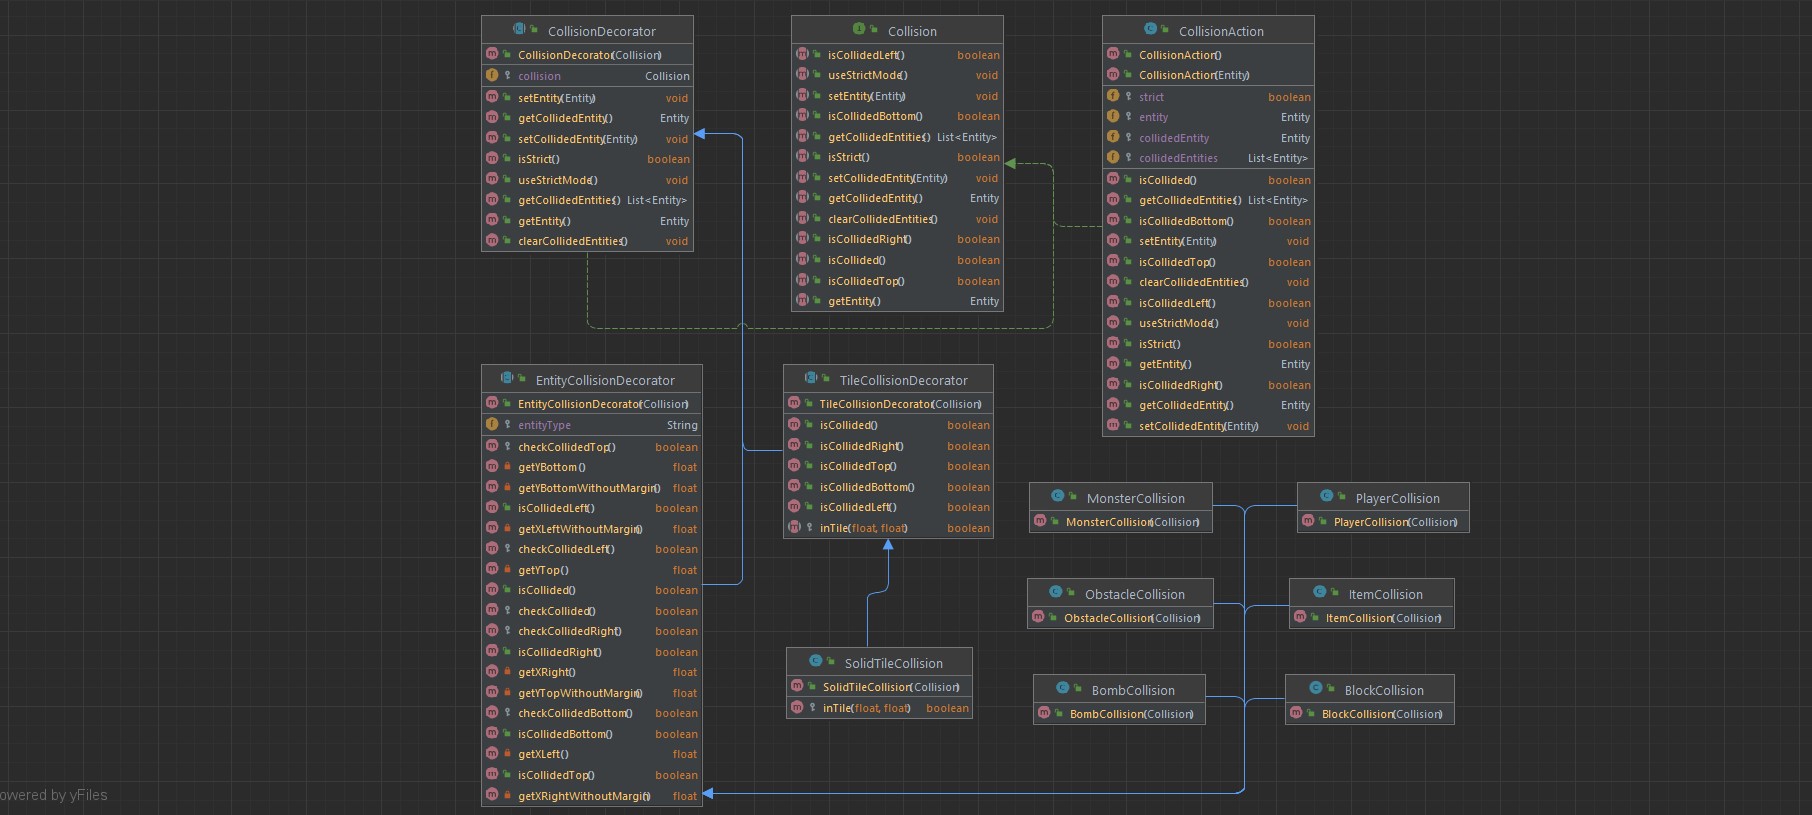 CollisionDecorator
CollisionDecorator(Collision)
collision Collision
setEntity(Entity) void
getCollidedEntity() Entity
setCollidedEntity(Entity) void
isStrict() boolean
useStrictMode() void
getCollidedEntities() List<Entity>
getEntity() Entity
clearCollidedEntities() void
Collision
isCollidedLeft() boolean
useStrictMode() void
setEntity(Entity) void
isCollidedBottom() boolean
getCollidedEntities() List<Entity>
isStrict() boolean
setCollidedEntity(Entity) void
getCollidedEntity() Entity
clearCollidedEntities() void
isCollidedRight() boolean
isCollided() boolean
isCollidedTop() boolean
getEntity() Entity
CollisionAction
CollisionAction()
CollisionAction(Entity)
strict boolean
entity Entity
collidedEntity Entity
collidedEntities List<Entity>
isCollided() boolean
getCollidedEntities() List<Entity>
isCollidedBottom() boolean
setEntity(Entity) void
isCollidedTop() boolean
clearCollidedEntities() void
isCollidedLeft() boolean
useStrictMode() void
isStrict() boolean
getEntity() Entity
isCollidedRight() boolean
getCollidedEntity() Entity
setCollidedEntity(Entity) void
EntityCollisionDecorator
EntityCollisionDecorator(Collision)
entityType String
checkCollidedTop() boolean
getYBottom() float
getYBottomWithoutMargin() float
isCollidedLeft() boolean
getXLeftWithoutMargin() float
checkCollidedLeft() boolean
getYTop() float
isCollided() boolean
checkCollided() boolean
checkCollidedRight() boolean
isCollidedRight() boolean
getXRight() float
getYTopWithoutMargin() float
checkCollidedBottom() boolean
isCollidedBottom() boolean
getXLeft() float
isCollidedTop() boolean
getXRightWithoutMargin() float
TileCollisionDecorator
TileCollisionDecorator(Collision)
isCollided() boolean
isCollidedRight() boolean
isCollidedTop() boolean
isCollidedBottom() boolean
isCollidedLeft() boolean
inTile(float, float) boolean
SolidTileCollision
SolidTileCollision(Collision)
inTile(float, float) boolean
MonsterCollision
MonsterCollision(Collision)
PlayerCollision
PlayerCollision(Collision)
ObstacleCollision
ObstacleCollision(Collision)
ItemCollision
ItemCollision(Collision)
BombCollision
BombCollision(Collision)
BlockCollision
BlockCollision(Collision)
owered by yFiles